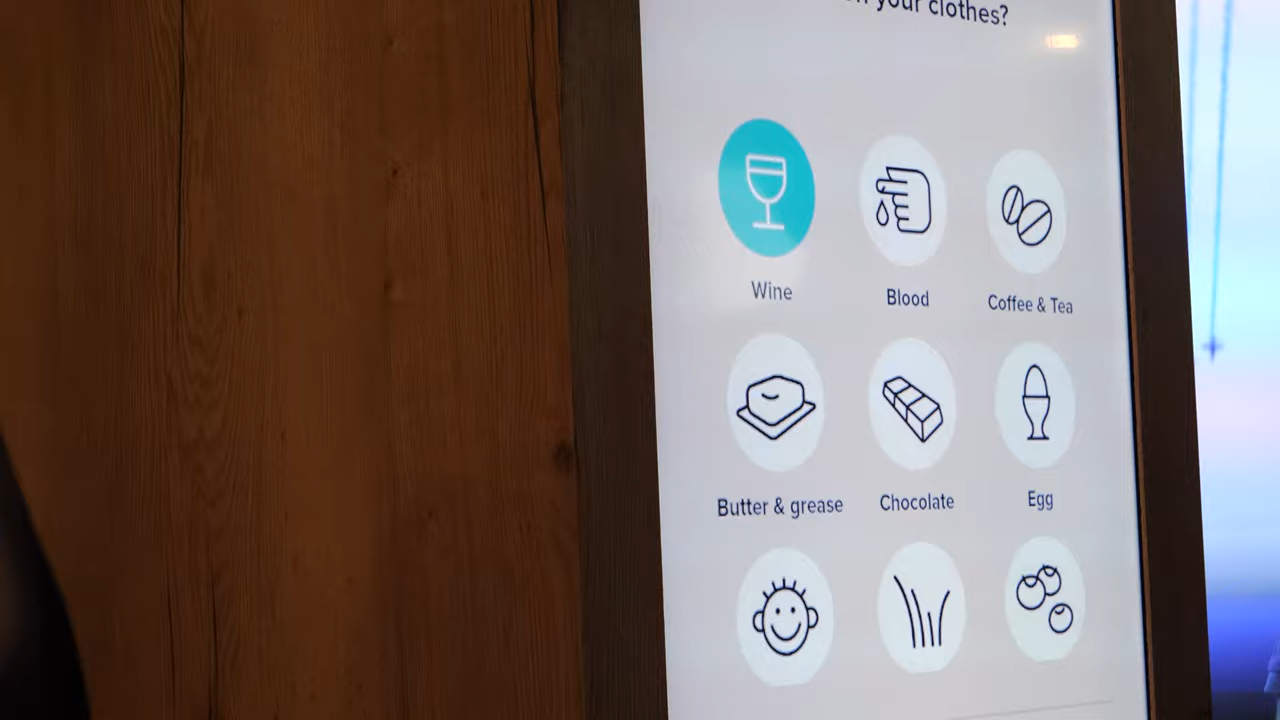 your clothes?
Wine
Blood
Coffee & Tea
Butter & grease
Chocolate
Egg